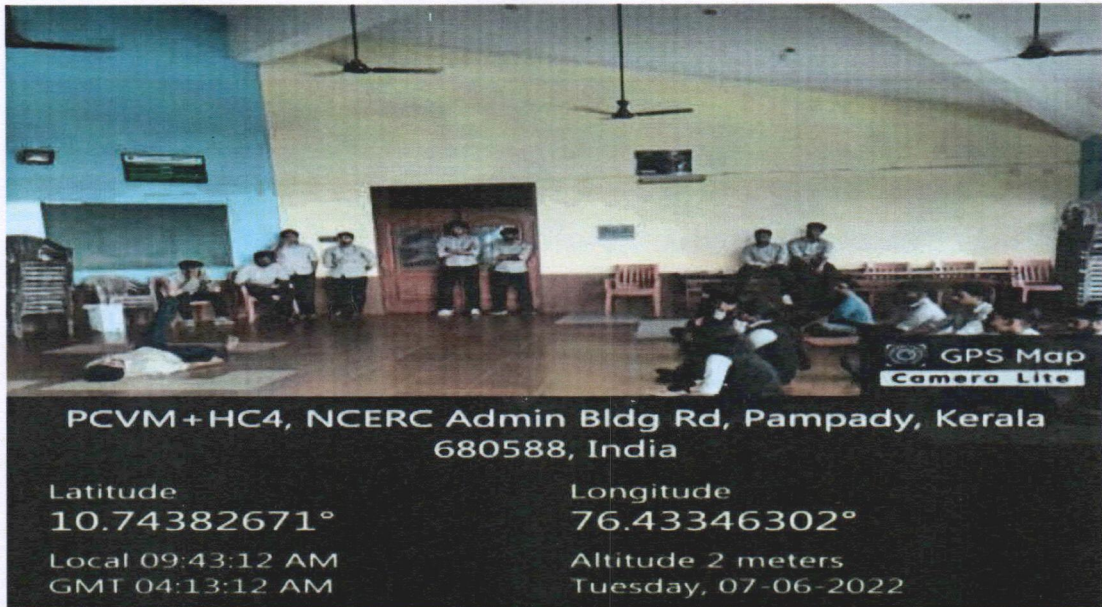 GPS Map
Camera Lite
PCVM+HC4, NCERC Admin Bldg Rd, Pampady, Kerala
680588, India
Latitude
10.74382671°
Longitude
76.43346302°
Local 09:43:12 AM
GMT 04:13:12 AM
Altitude 2 meters
Tuesday, 07-06-2022